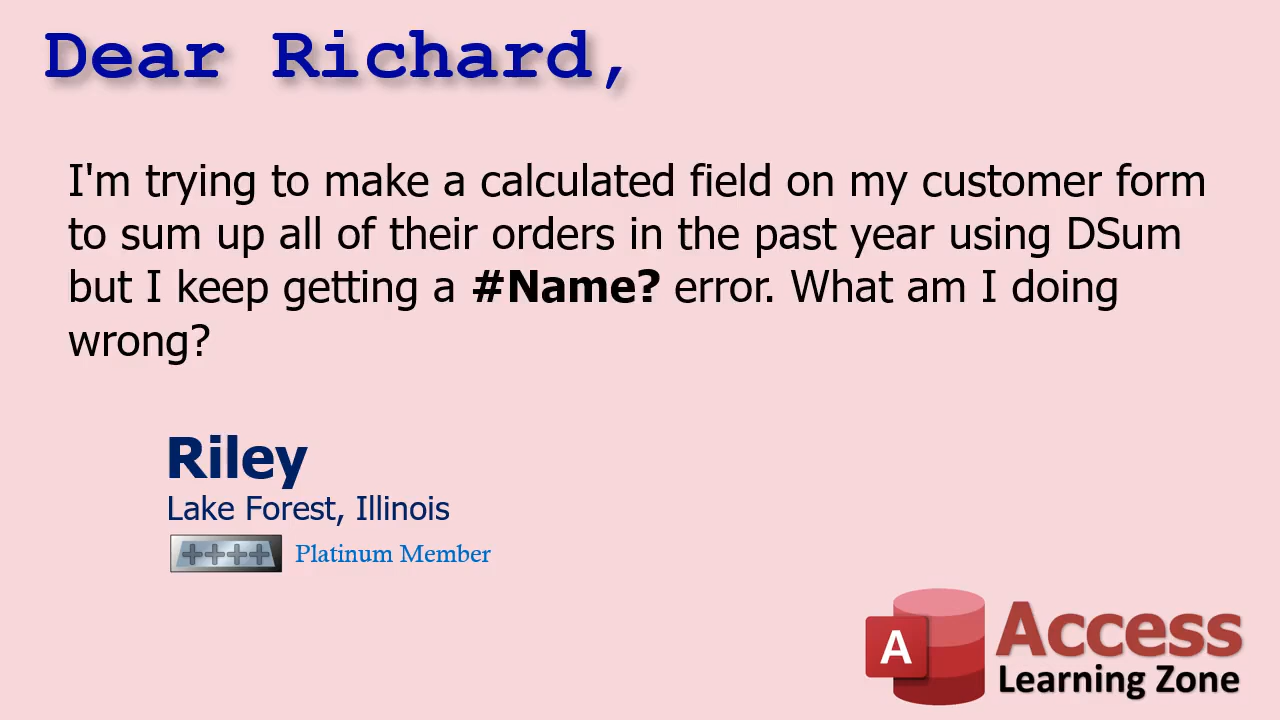 Dear Richard,
I'm trying to make a calculated field on my customer form
to sum up all of their orders in the past year using DSum
but I keep getting a #Name? error. What am I doing
wrong?
Riley
Lake Forest, Illinois
++++ Platinum Member
A Access
Learning Zone